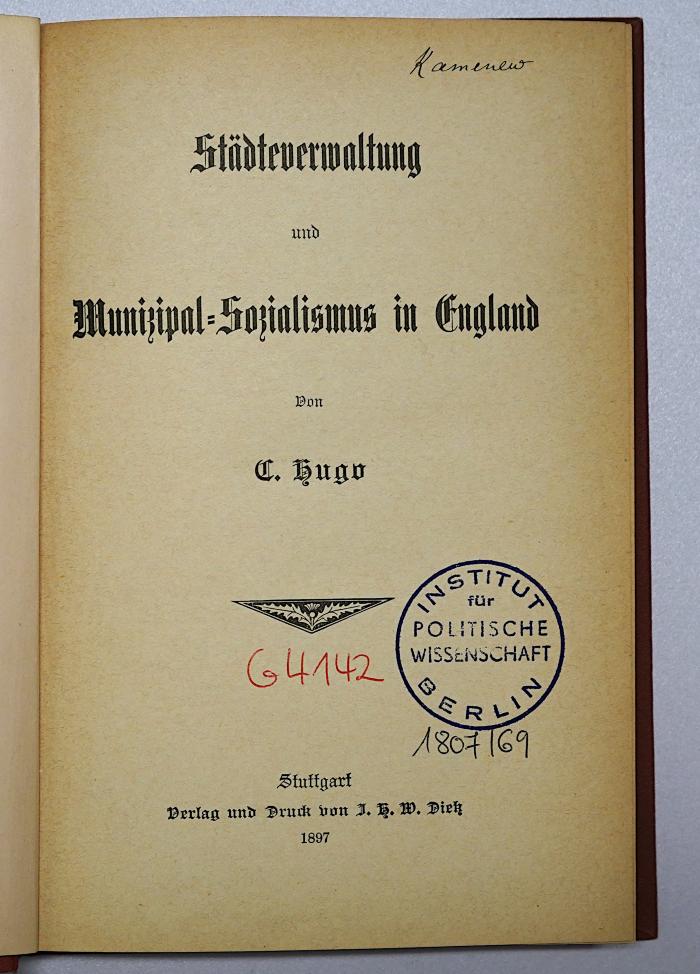 Kamenew
Städteverwaltung
und
Munizipal=Sozialismus in England
Von
C. Hugo
INSTITUT
für
POLITISCHE
WISSENSCHAFT
BERLIN
G4142
1807/69
Stuttgart
Verlag und Druck von J. H. W. Dietz
1897